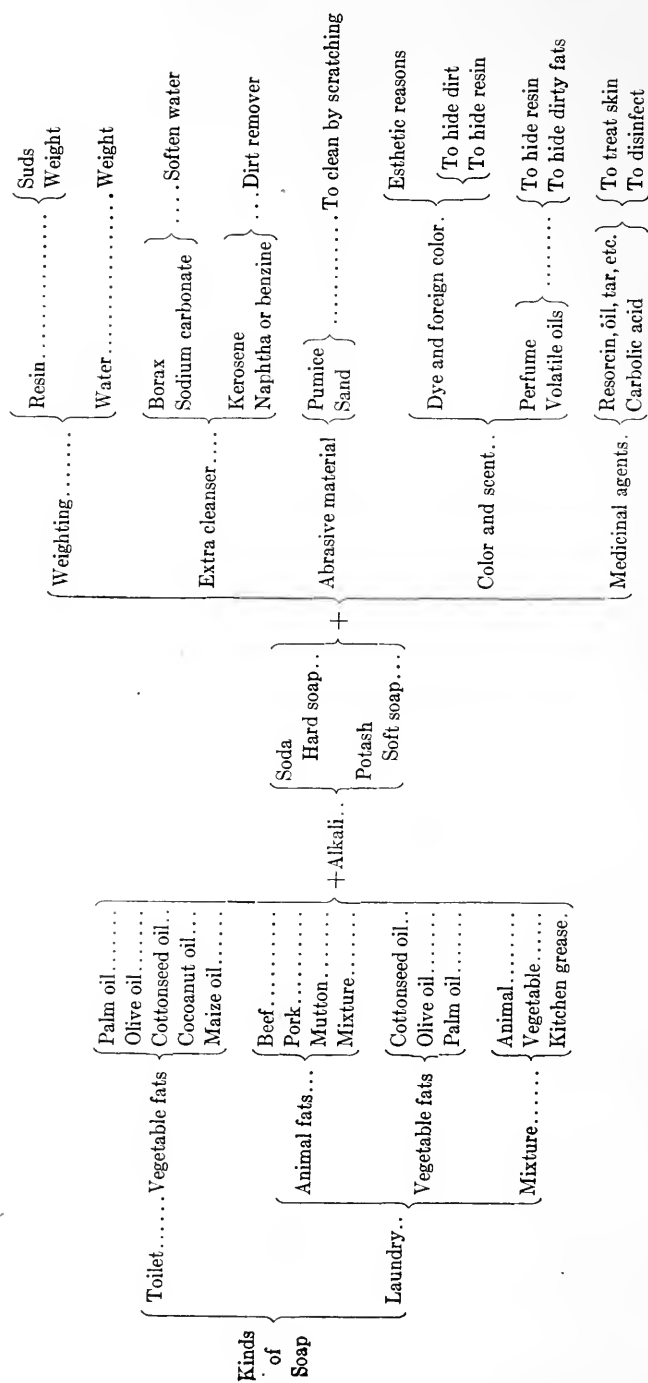 Kinds
of
Soap
Toilet......Vegetable fats
Palm oil.......
Olive oil.......
Cottonseed oil..
Cocoanut oil...
Maize oil......
Laundry..
Animal fats...
Beef..........
Pork..........
Mutton........
Mixture.......
Vegetable fats
Cottonseed oil..
Olive oil.......
Palm oil.......
Mixture......
Animal........
Vegetable......
Kitchen grease.
+Alkali..
Soda
Hard soap..
Potash
Soft soap...
+
Weighting.......
Resin...............
Suds
Weight
Water...................Weight
Extra cleanser....
Borax
Sodium carbonate
....Soften water
Kerosene
Naphtha or benzine
...Dirt remover
Abrasive material
Pumice
Sand
.............To clean by scratching
Color and scent..
Dye and foreign color.
Esthetic reasons
To hide dirt
To hide resin
Perfume
Volatile oils
.........
To hide resin
To hide dirty fats
Medicinal agents.
Resorcin, oil, tar, etc.
Carbolic acid
To treat skin
To disinfect